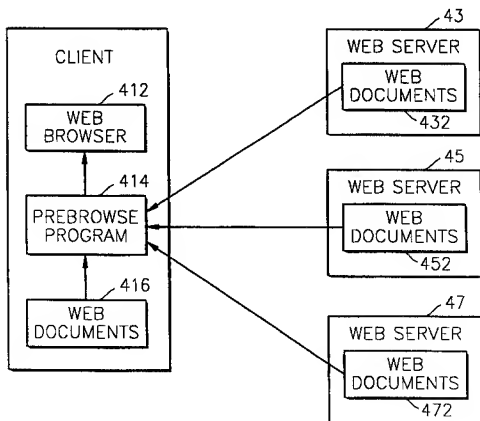 CLIENT
412
WEB
BROWSER
414
PREBROWSE
PROGRAM
416
WEB
DOCUMENTS
43
WEB SERVER
WEB
DOCUMENTS
432
45
WEB SERVER
WEB
DOCUMENTS
452
47
WEB SERVER
WEB
DOCUMENTS
472